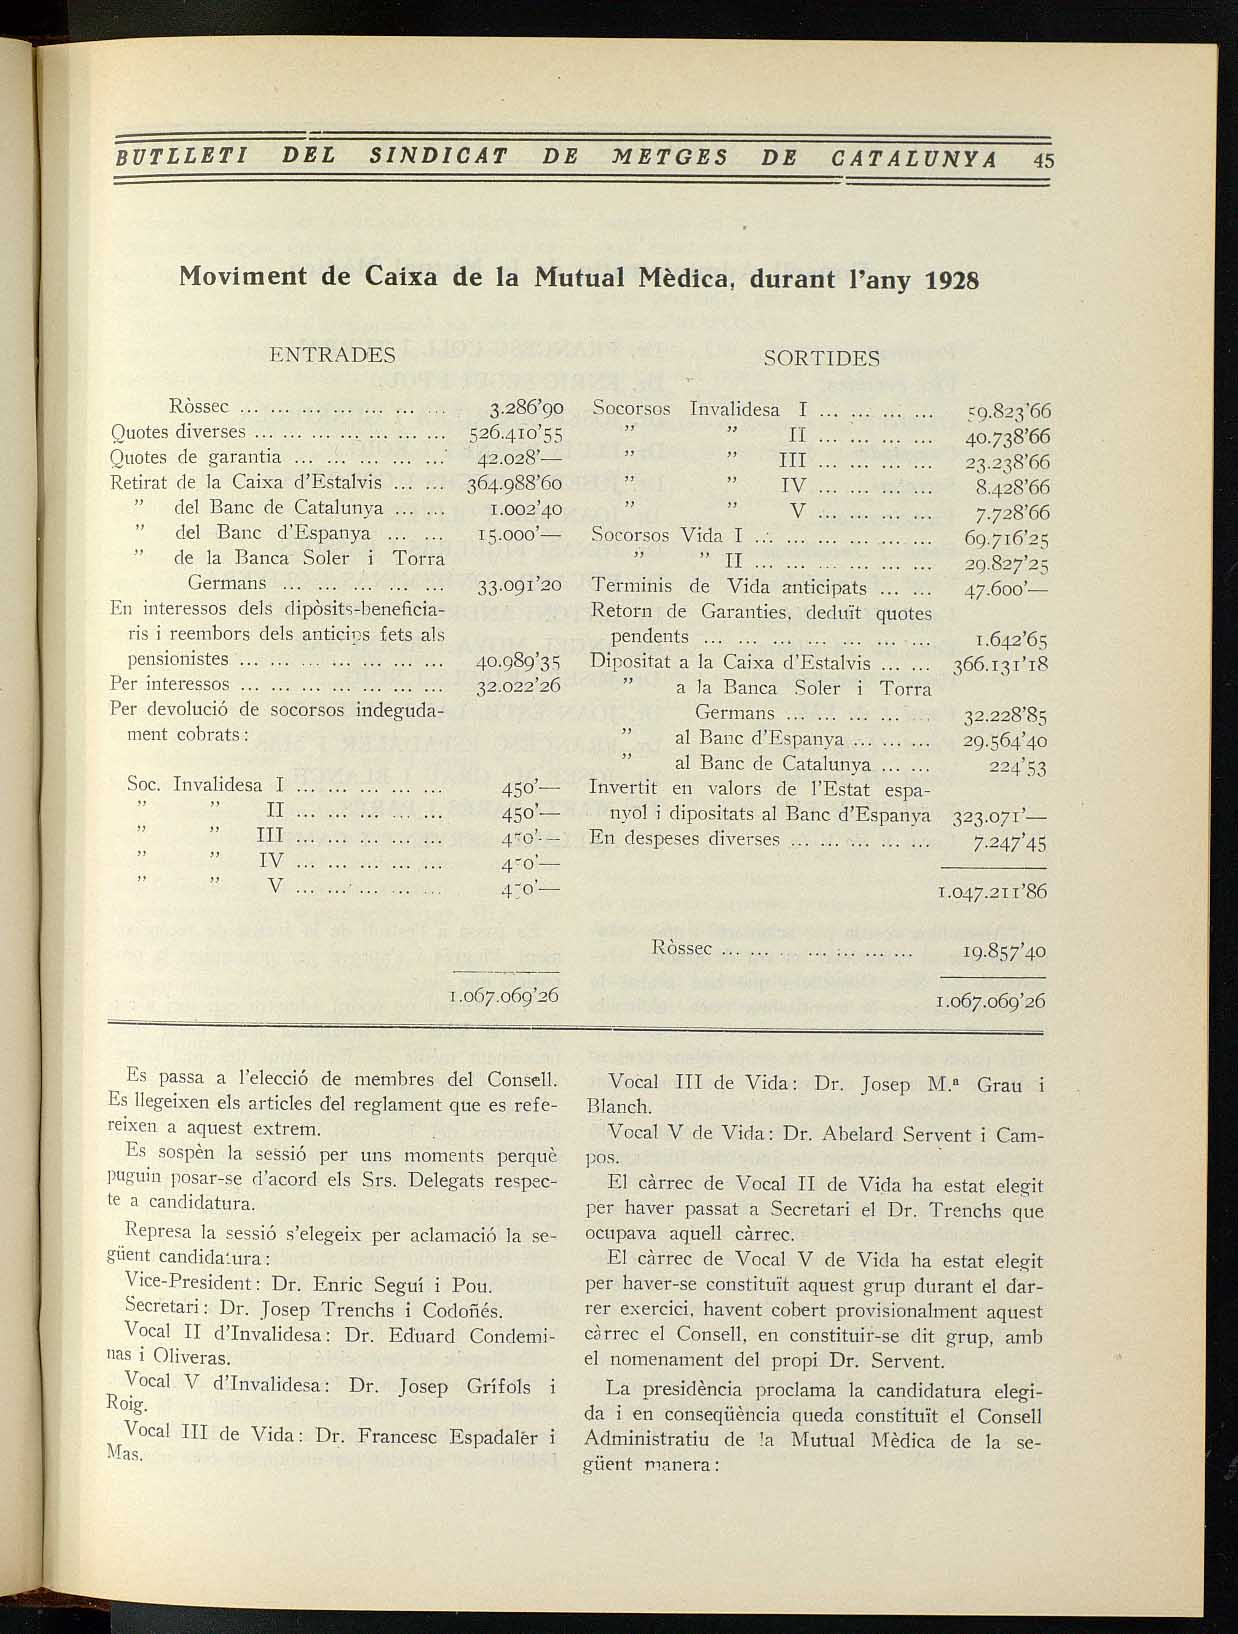 BUTLLETI DEL SINDICAT DE METGES DE CATALUNYA 45
Moviment de Caixa de la Mutual Mèdica, durant l'any 1928
ENTRADES
Ròssec ... ... ... ... ... ... ... 3.286'90
Quotes diverses ... ... ... ... ... ... ... 526.410'55
Quotes de garantia ... ... ... ... ... 42.028'—
Retirat de la Caixa d'Estalvis ... ... 364.988'60
" del Banc de Catalunya ... ... 1.002'40
" del Banc d'Espanya ... ... 15.000'—
" de la Banca Soler i Torra
Germans ... ... ... ... ... ... 33.091'20
En interessos dels dipòsits-beneficia-
ris i reembors dels anticips fets als
pensionistes ... ... ... ... ... ... ... 40.989'35
Per interessos ... ... ... ... ... ... ... 32.022'26
Per devolució de socorsos indeguda-
ment cobrats:
Soc. Invalidesa I ... ... ... ... ... 450'—
" " II ... ... ... ... ... 450'—
" " III ... ... ... ... ... 450'—
" " IV ... ... ... ... ... 450'—
" " V ... ... ... ... ... 450'—
1.067.069'26
SORTIDES
Socorsos Invalidesa I ... ... ... ... 59.823'66
" " II ... ... ... ... 40.738'66
" " III ... ... ... ... 23.238'66
" " IV ... ... ... ... 8.428'66
" " V ... ... ... ... 7.728'66
Socorsos Vida I ... ... ... ... ... ... 69.716'25
" " II ... ... ... ... ... ... 29.827'25
Terminis de Vida anticipats ... ... 47.600'—
Retorn de Garanties, deduït quotes
pendents ... ... ... ... ... ... ... 1.642'65
Dipositat a la Caixa d'Estalvis ... ... 366.131'18
" a la Banca Soler i Torra
Germans ... ... ... ... 32.228'85
" al Banc d'Espanya ... ... ... 29.564'40
" al Banc de Catalunya ... ... 224'53
Invertit en valors de l'Estat espa-
nyol i dipositats al Banc d'Espanya 323.071'—
En despeses diverses ... ... ... ... ... 7.247'45
1.047.211'86
Ròssec ... ... ... ... ... ... 19.857'40
1.067.069'26
Es passa a l'elecció de membres del Consell.
Es llegeixen els articles del reglament que es refe-
reixen a aquest extrem.
Es sospèn la sessió per uns moments perquè
puguin posar-se d'acord els Srs. Delegats respec-
te a candidatura.
Represa la sessió s'elegeix per aclamació la se-
güent candidatura:
Vice-President: Dr. Enric Seguí i Pou.
Secretari: Dr. Josep Trenchs i Codoñés.
Vocal II d'Invalidesa: Dr. Eduard Condemi-
nas i Oliveras.
Vocal V d'Invalidesa: Dr. Josep Grífols i
Roig.
Vocal III de Vida: Dr. Francesc Espadalèr i
Mas.
Vocal III de Vida: Dr. Josep M.ª Grau i
Blanch.
Vocal V de Vida: Dr. Abelard Servent i Cam-
pos.
El càrrec de Vocal II de Vida ha estat elegit
per haver passat a Secretari el Dr. Trenchs que
ocupava aquell càrrec.
El càrrec de Vocal V de Vida ha estat elegit
per haver-se constituït aquest grup durant el dar-
rer exercici, havent cobert provisionalment aquest
càrrec el Consell, en constituir-se dit grup, amb
el nomenament del propi Dr. Servent.
La presidència proclama la candidatura elegi-
da i en conseqüència queda constituït el Consell
Administratiu de la Mutual Mèdica de la se-
güent manera: